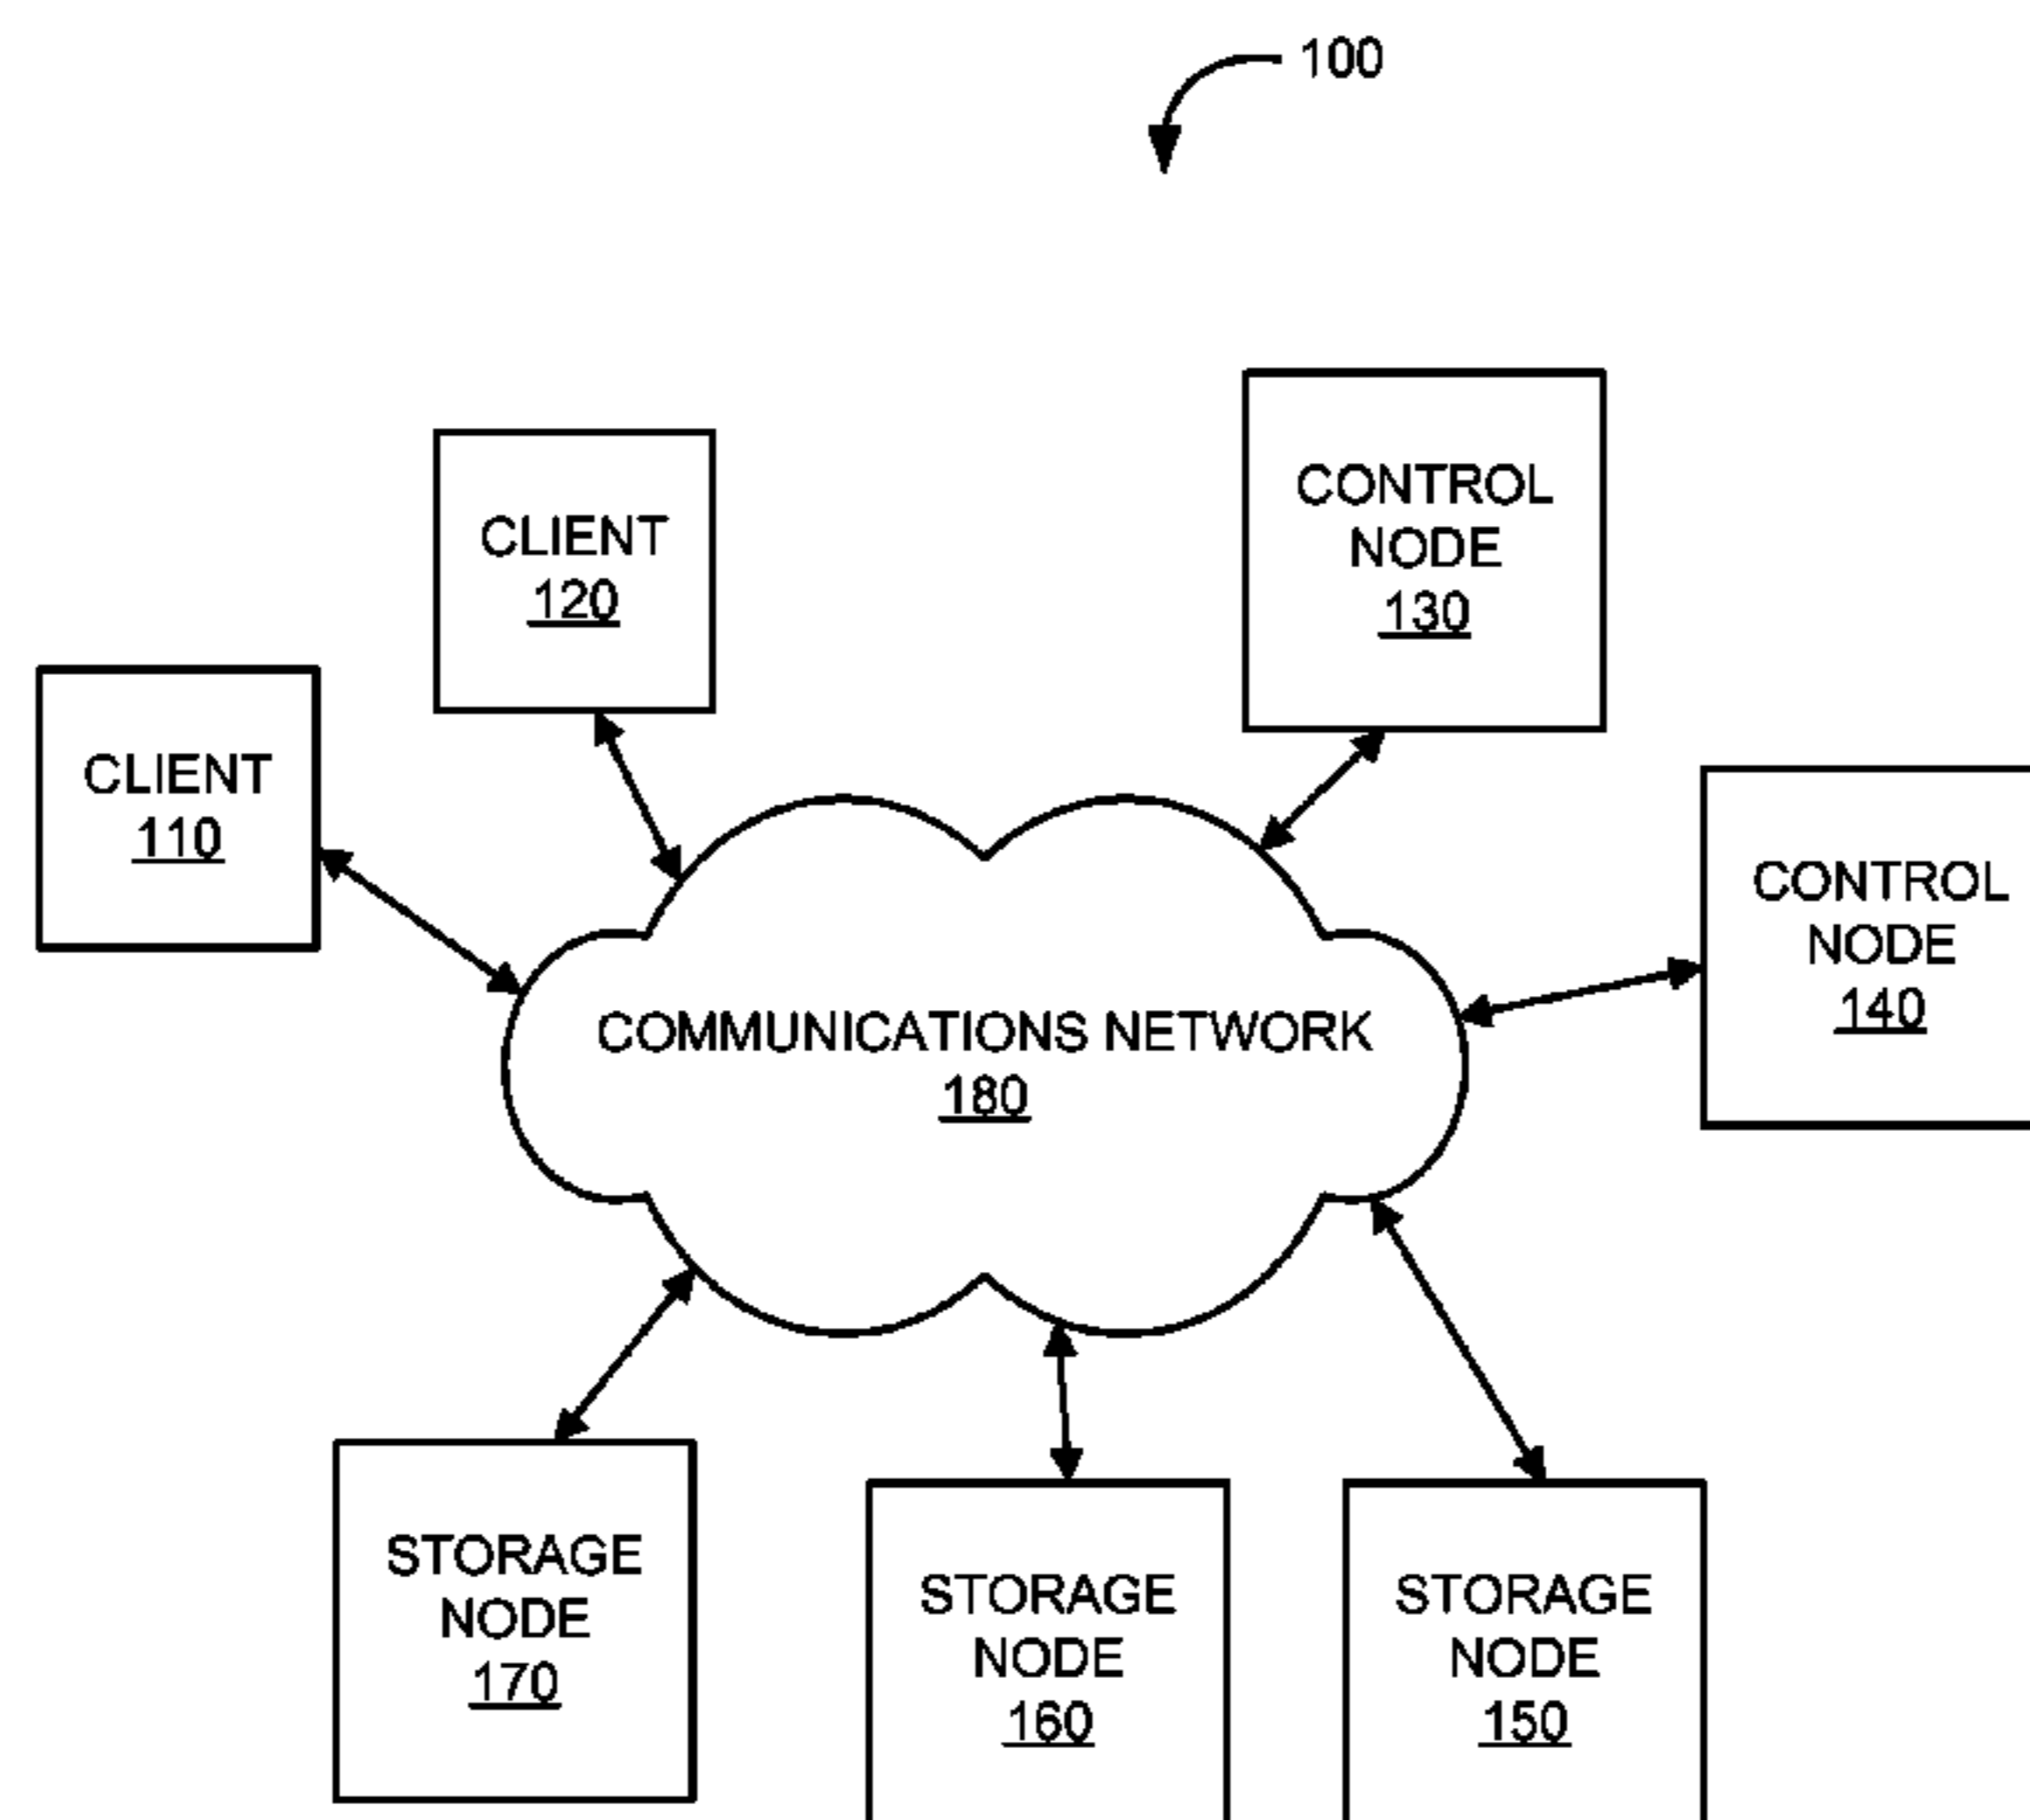 100
CONTROL
NODE
130
CLIENT
120
CLIENT
110
CONTROL
NODE
140
COMMUNICATIONS NETWORK
180
STORAGE
NODE
170
STORAGE
NODE
160
STORAGE
NODE
150